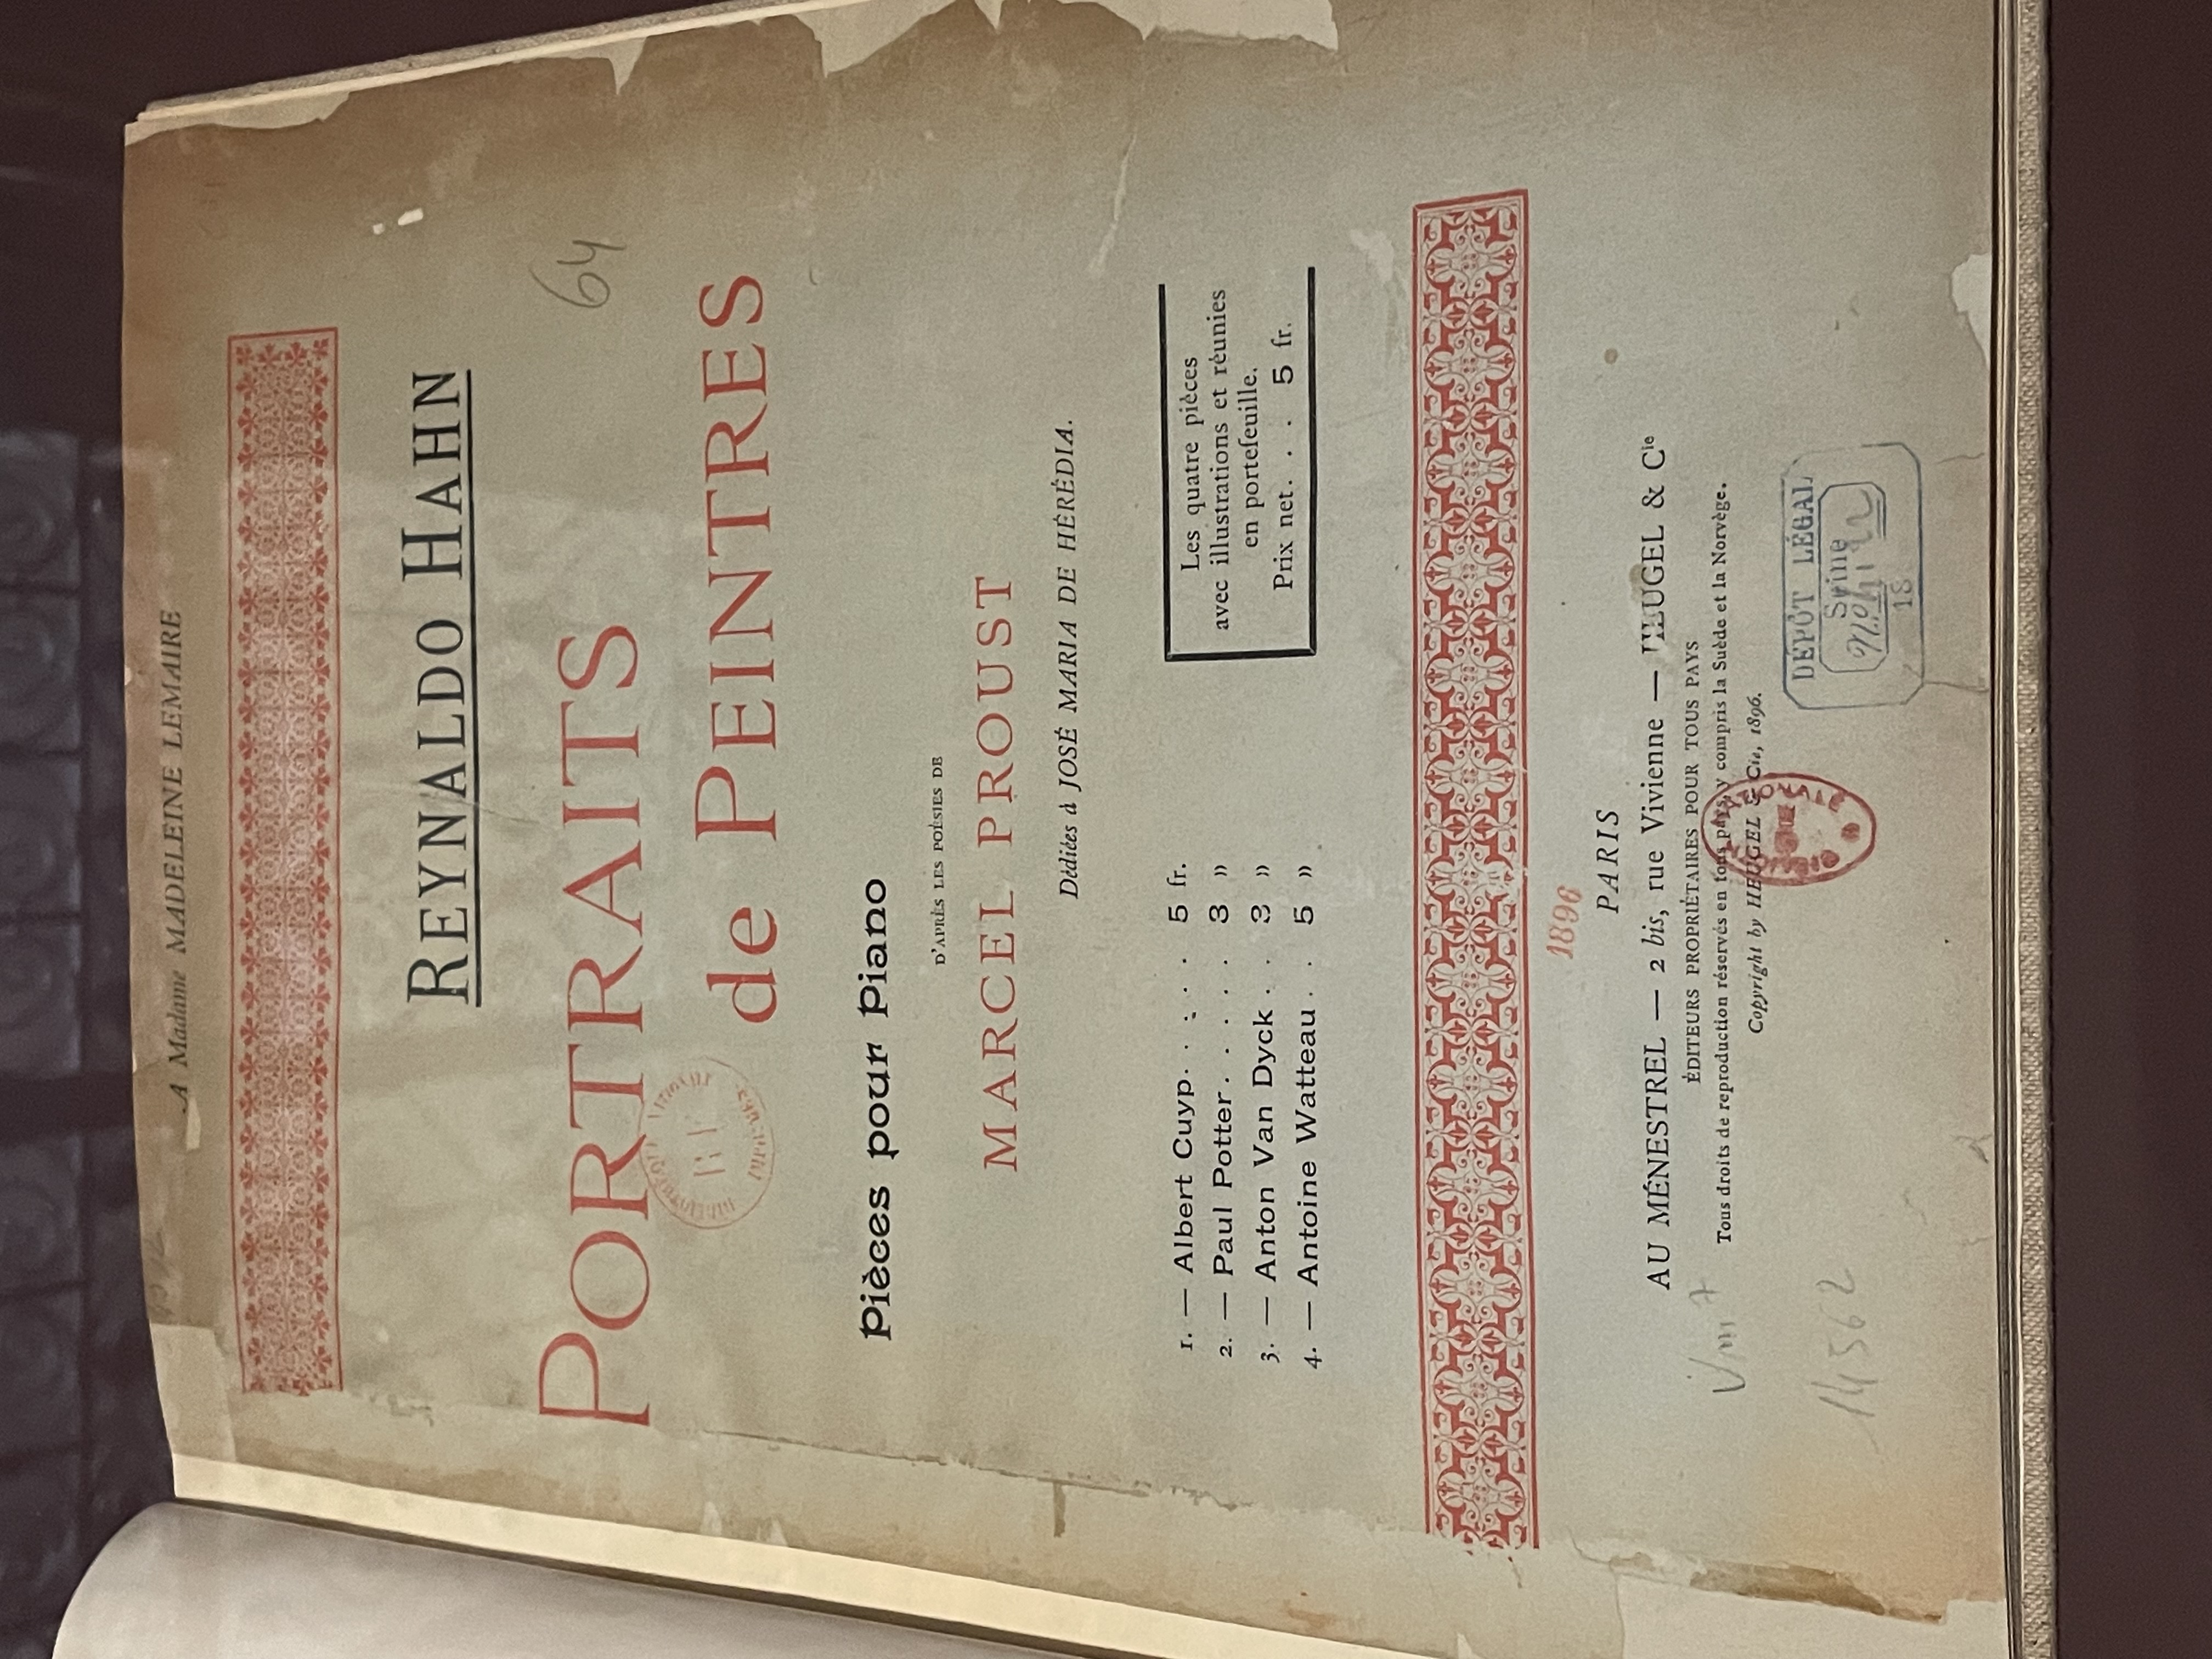 A Madame MADELEINE LEMAIRE
REYNALDO HAHN
64
PORTRAITS
de PEINTRES
Pièces pour Piano
D'APRÈS LES POÉSIES DE
MARCEL PROUST
Dédiées à JOSÉ MARIA DE HÉRÉDIA.
1. — Albert Cuyp. . . . . 5 fr.
2. — Paul Potter . . . . . 3 »
3. — Anton Van Dyck . . 3 »
4. — Antoine Watteau . . 5 »
Les quatre pièces
avec illustrations et réunies
en portefeuille.
Prix net. . . . 5 fr.
1896
PARIS
AU MÉNESTREL — 2 bis, rue Vivienne — HEUGEL & Cie
ÉDITEURS PROPRIÉTAIRES POUR TOUS PAYS
Tous droits de reproduction réservés en tous pays, y compris la Suède et la Norvège.
Copyright by HEUGEL & Cie, 1896.
DÉPÔT LÉGAL
Seine
18
Vm 7
14562